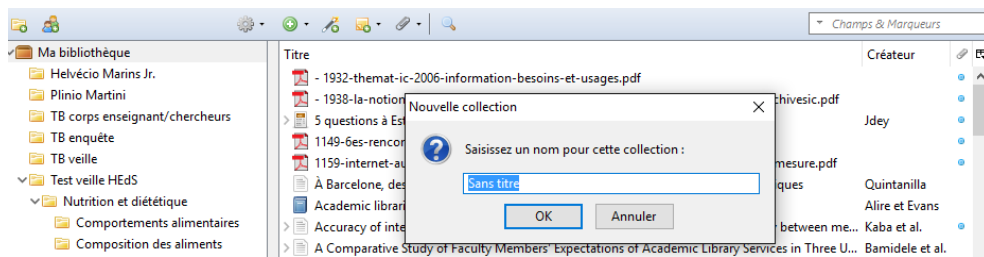 Champs & Marqueurs
Ma bibliothèque
Helvécio Marins Jr.
Plinio Martini
TB corps enseignant/chercheurs
TB enquête
TB veille
Test veille HEdS
Nutrition et diététique
Comportements alimentaires
Composition des aliments
Titre Créateur
- 1932-themat-ic-2006-information-besoins-et-usages.pdf
- 1938-la-notion chivesic.pdf
5 questions à Est Jdey
1149-6es-rencor
1159-internet-au mesure.pdf
À Barcelone, des ques Quintanilla
Academic librari Alire et Evans
Accuracy of inte between me... Kaba et al.
A Comparative Study of Faculty Members' Expectations of Academic Library Services in Three U... Bamidele et al.
Nouvelle collection
Saisissez un nom pour cette collection :
Sans titre
OK Annuler